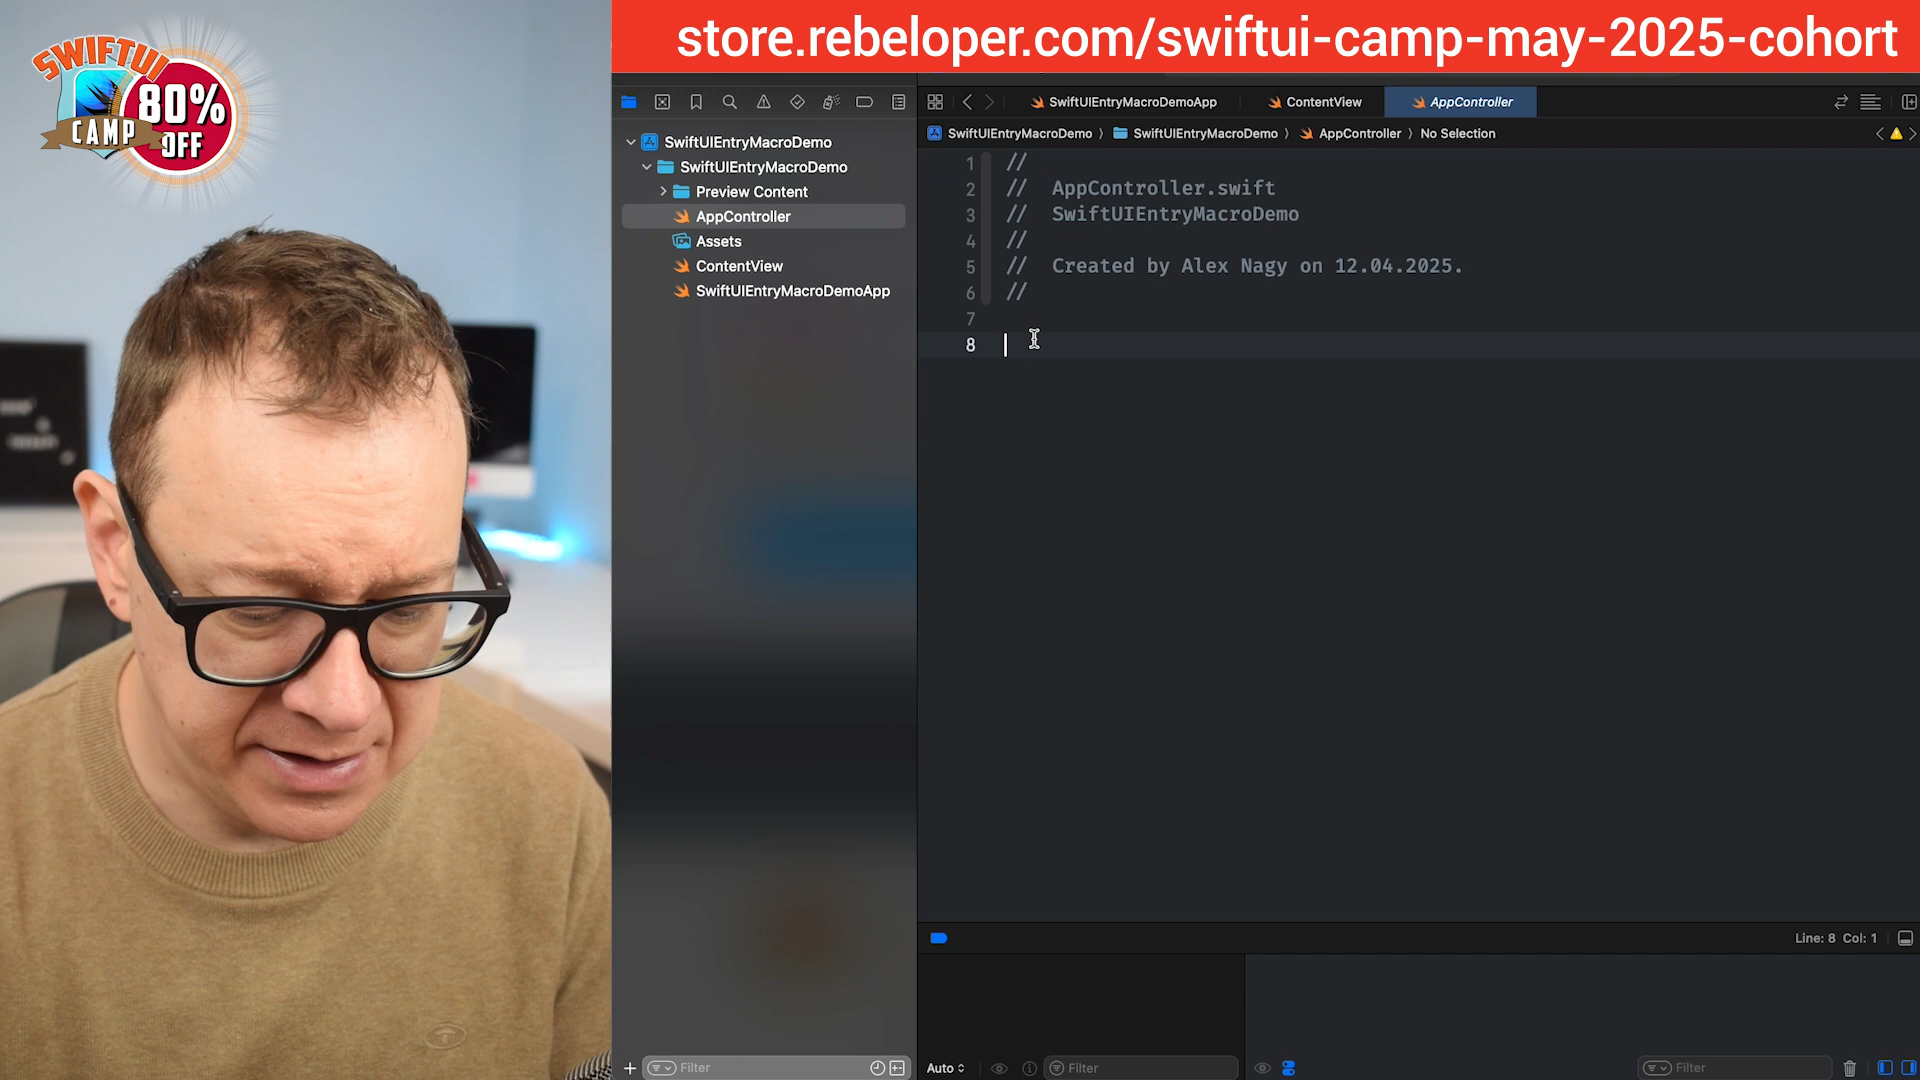 store.rebeloper.com/swiftui-camp-may-2025-cohort
SWIFTUI
CAMP
80%
OFF
SwiftUIEntryMacroDemoApp
ContentView
AppController
SwiftUIEntryMacroDemo
SwiftUIEntryMacroDemo
AppController
No Selection
SwiftUIEntryMacroDemo
SwiftUIEntryMacroDemo
Preview Content
AppController
Assets
ContentView
SwiftUIEntryMacroDemoApp
1 //
2 // AppController.swift
3 // SwiftUIEntryMacroDemo
4 //
5 // Created by Alex Nagy on 12.04.2025.
6 //
7
8
Line: 8 Col: 1
Filter
Auto
Filter
Filter